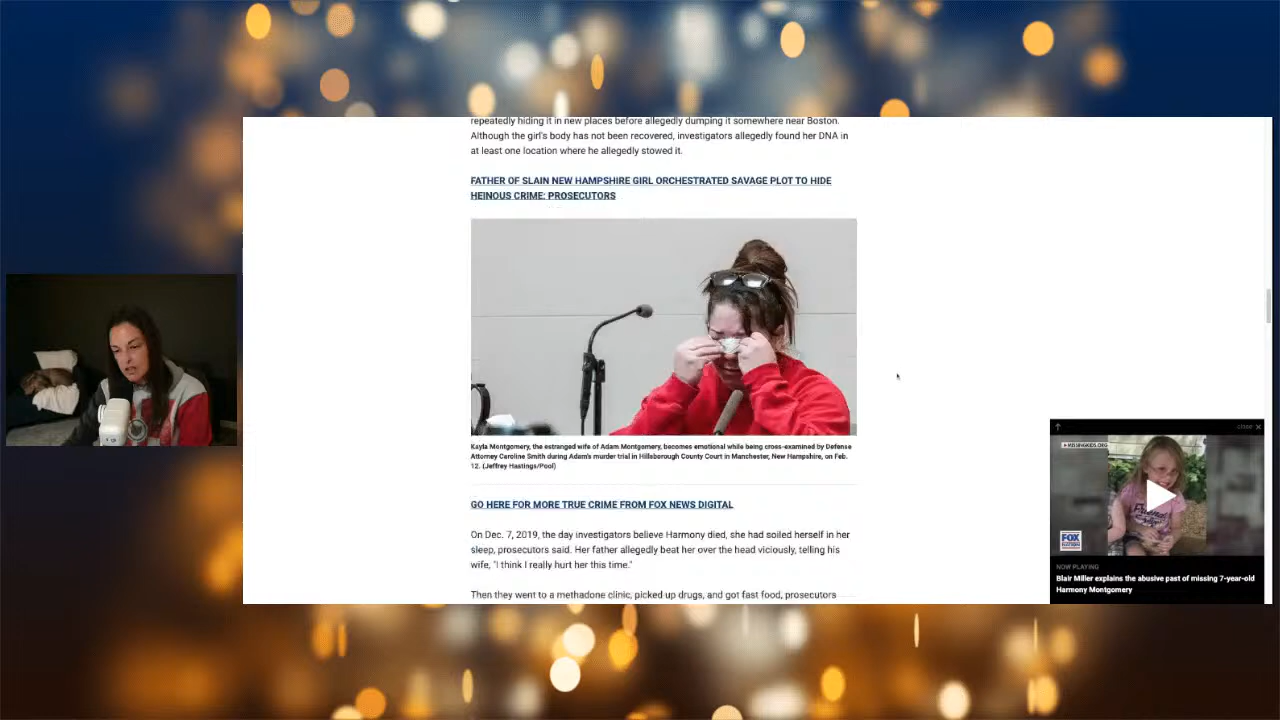 repeatedly hiding it in new places before allegedly dumping it somewhere near Boston.
Although the girl's body has not been recovered, investigators allegedly found her DNA in
at least one location where he allegedly stowed it.
FATHER OF SLAIN NEW HAMPSHIRE GIRL ORCHESTRATED SAVAGE PLOT TO HIDE
HEINOUS CRIME: PROSECUTORS
Kayla Montgomery, the estranged wife of Adam Montgomery, becomes emotional while being cross-examined by Defense
Attorney Caroline Smith during Adam's murder trial in Hillsborough County Court in Manchester, New Hampshire, on Feb.
12. (Jeffrey Hastings/Pool)
GO HERE FOR MORE TRUE CRIME FROM FOX NEWS DIGITAL
On Dec. 7, 2019, the day investigators believe Harmony died, she had soiled herself in her
sleep, prosecutors said. Her father allegedly beat her over the head viciously, telling his
wife, "I think I really hurt her this time."
Then they went to a methadone clinic, picked up drugs, and got fast food, prosecutors
close ×
MISSINGKIDS.ORG
FOX
NOW PLAYING
Blair Miller explains the abusive past of missing 7-year-old
Harmony Montgomery